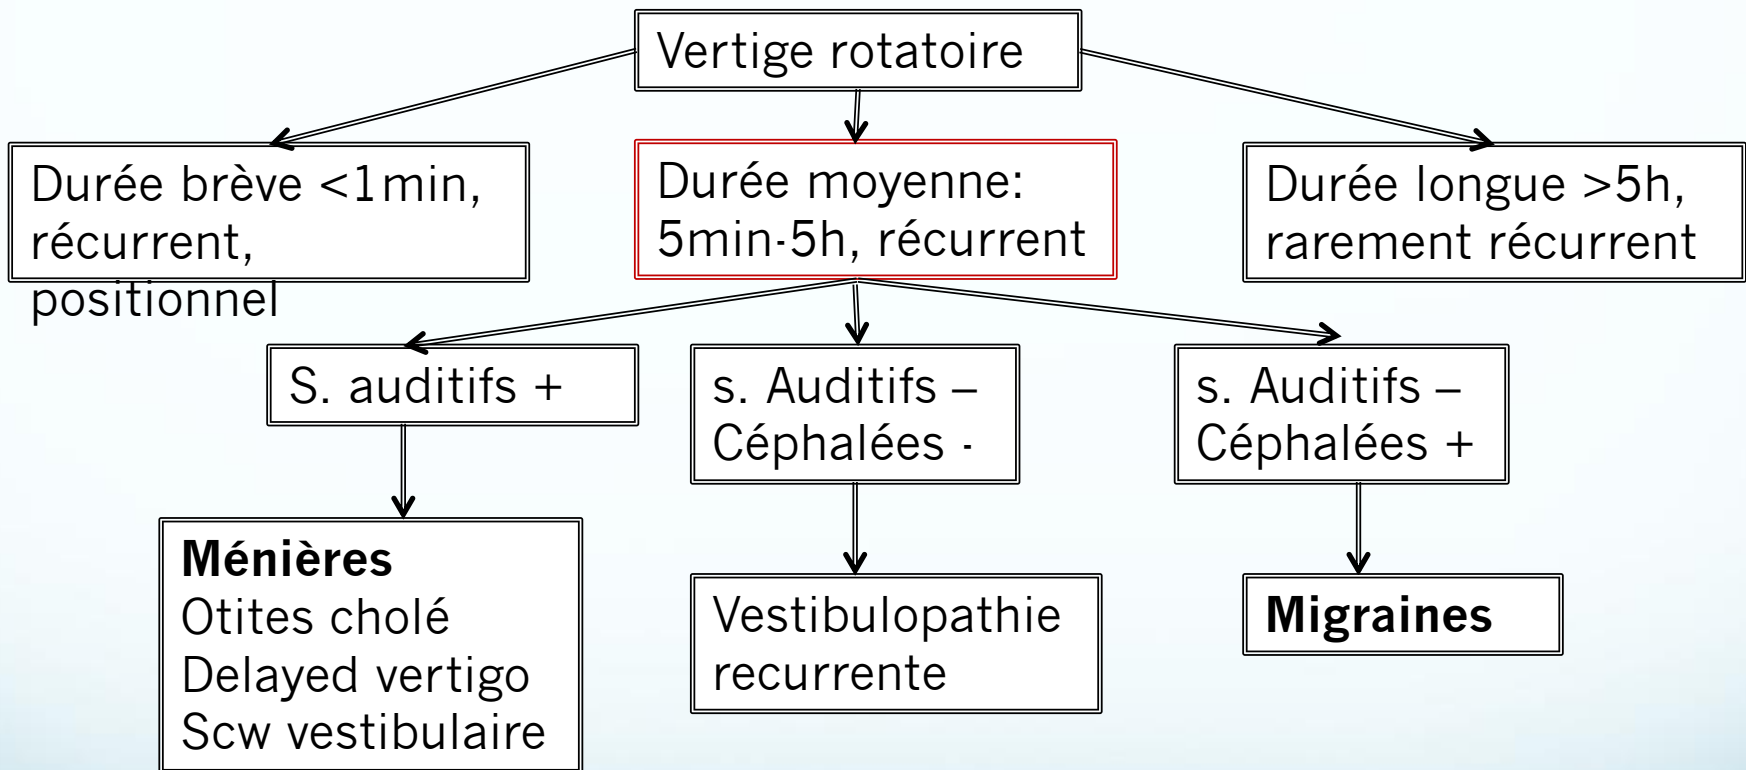 Vertige rotatoire
Durée brève <1min,
récurrent,
positionnel
Durée moyenne:
5min-5h, récurrent
Durée longue >5h,
rarement récurrent
S. auditifs +
s. Auditifs –
Céphalées -
s. Auditifs –
Céphalées +
Ménières
Otites cholé
Delayed vertigo
Scw vestibulaire
Vestibulopathie
recurrente
Migraines